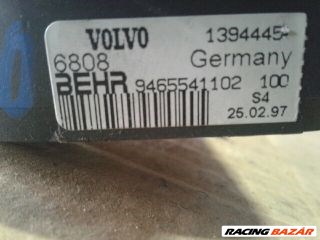 VOLVO 1394445
6808 Germany
BEHR 9465541102 100
S4
25.02.97
RACING BAZÁR